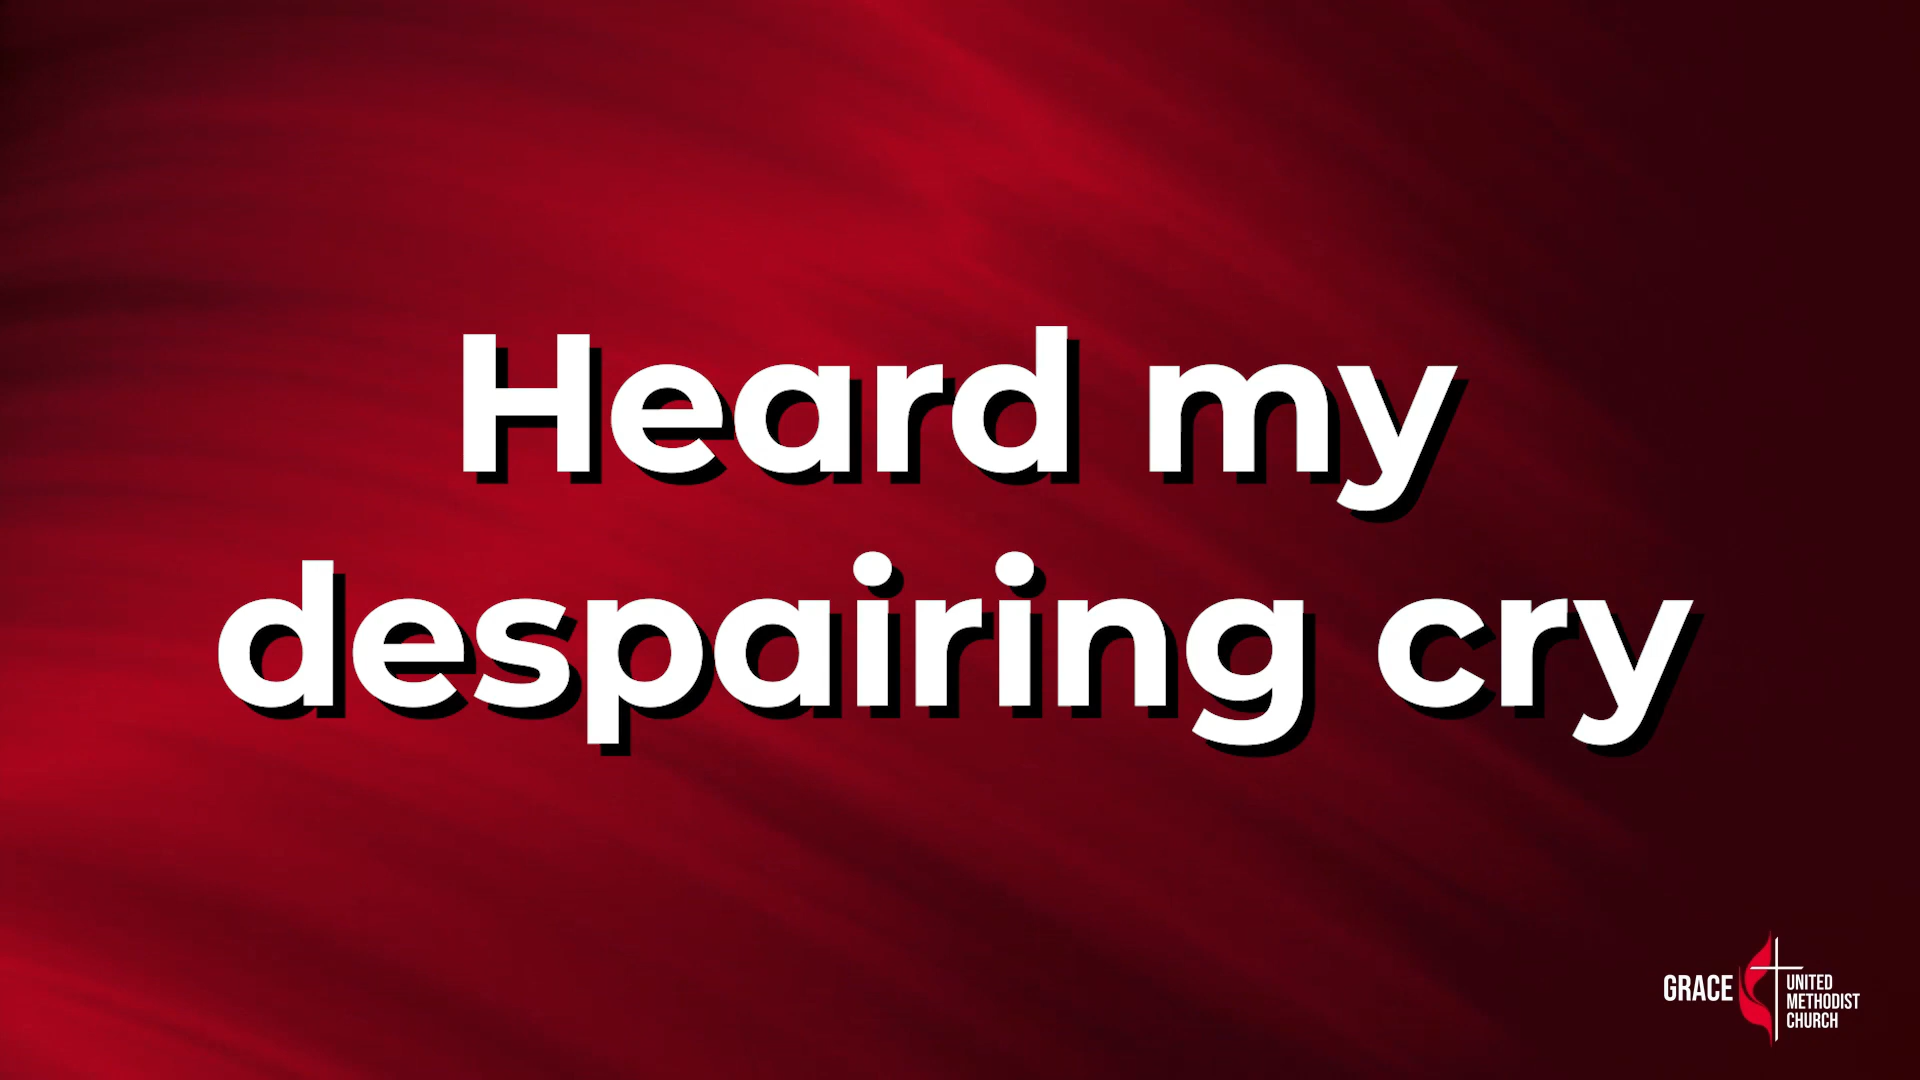 Heard my
despairing cry
GRACE
UNITED
METHODIST
CHURCH